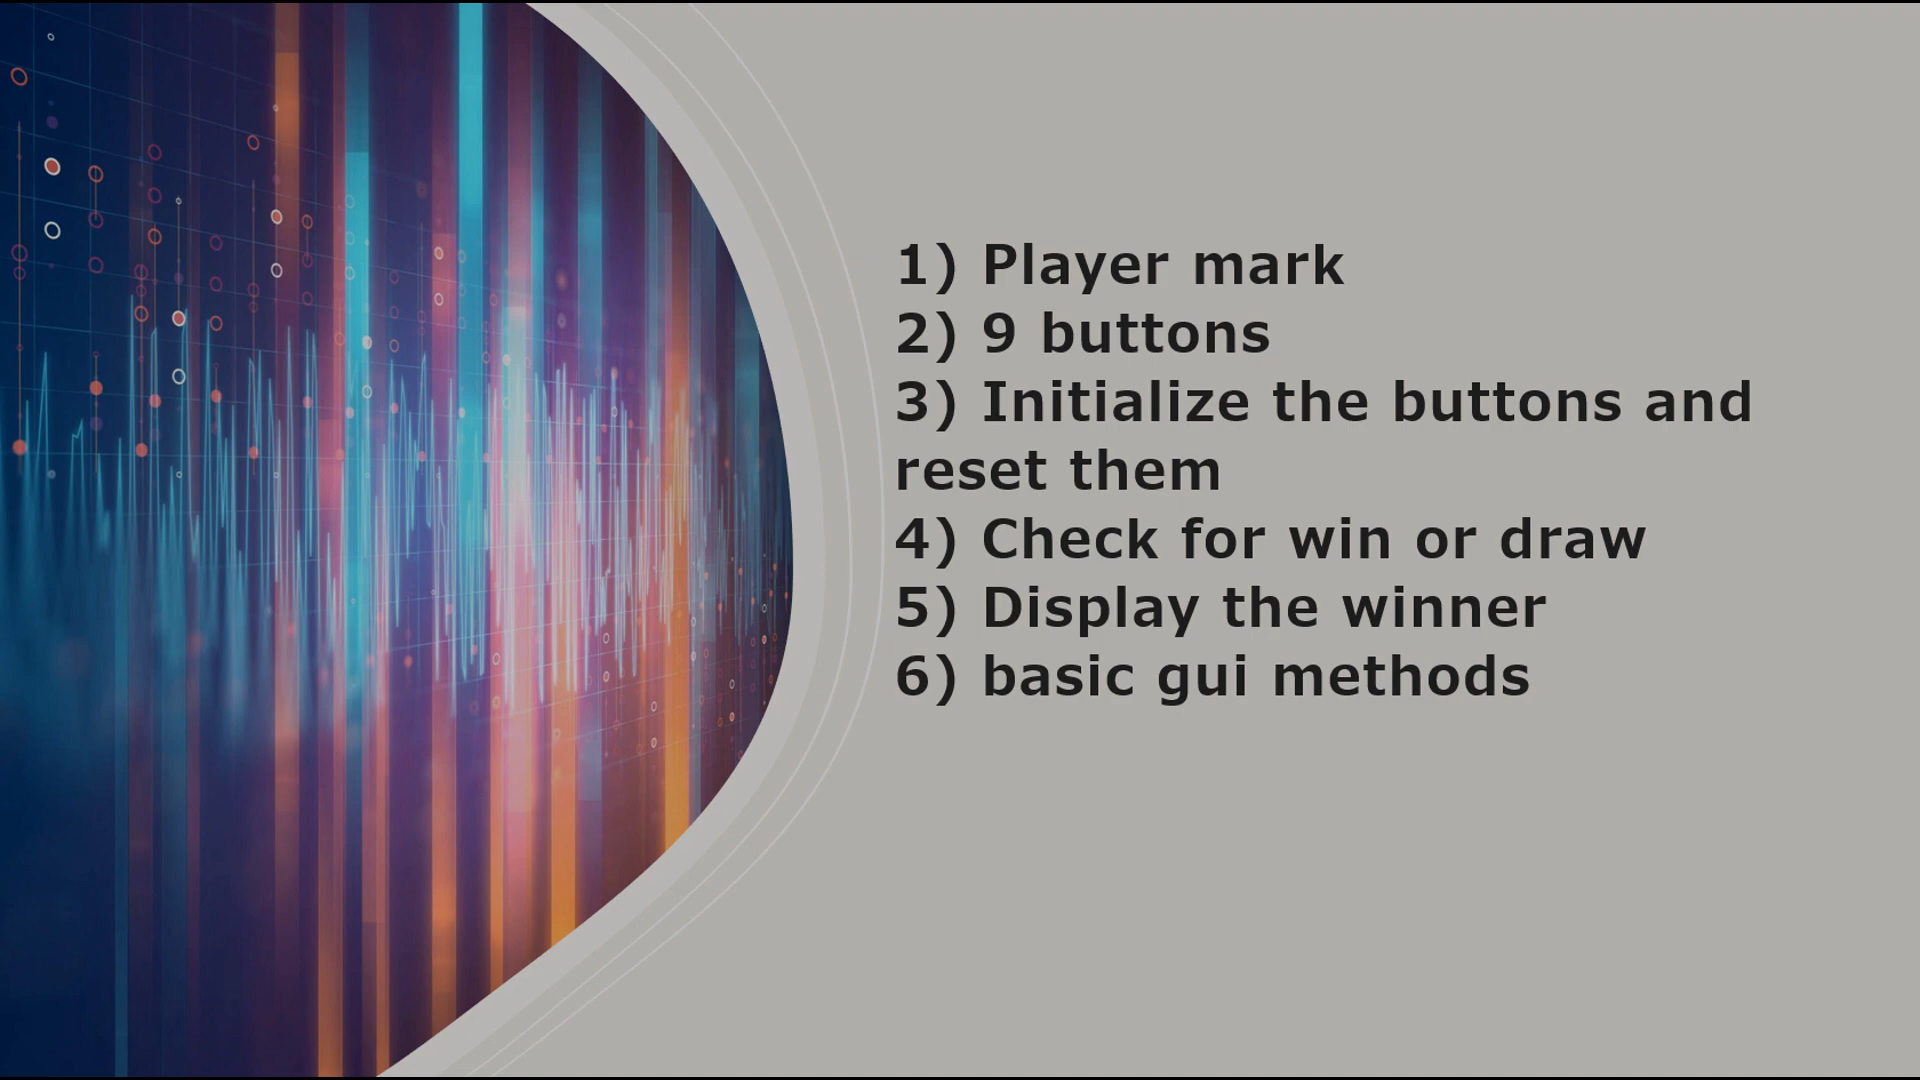 1) Player mark
2) 9 buttons
3) Initialize the buttons and
reset them
4) Check for win or draw
5) Display the winner
6) basic gui methods